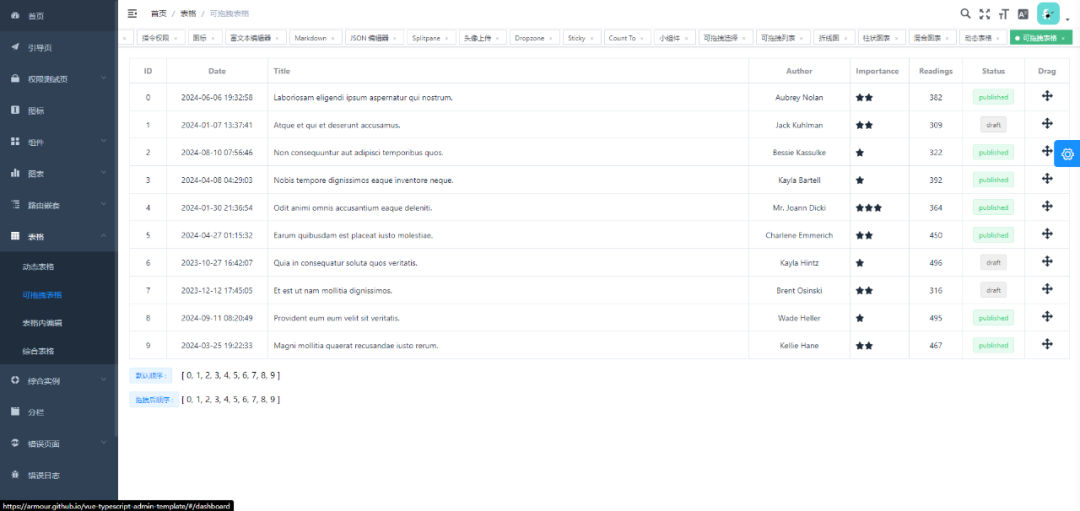 首页
引导页
权限测试页
图标
组件
图表
路由嵌套
表格
动态表格
可拖拽表格
表格内编辑
综合表格
综合实例
分栏
错误页面
错误日志
首页 / 表格 / 可拖拽表格
指令权限 × 图标 × 富文本编辑器 × Markdown × JSON 编辑器 × Splitpane × 头像上传 × Dropzone × Sticky × Count To × 小组件 × 可拖拽选择 × 可拖拽列表 × 折线图 × 柱状图表 × 混合图表 × 动态表格 × 可拖拽表格 ×
ID Date Title Author Importance Readings Status Drag
0 2024-06-06 19:32:58 Laboriosam eligendi ipsum aspernatur qui nostrum. Aubrey Nolan 382 published
1 2024-01-07 13:37:41 Atque et qui et deserunt accusamus. Jack Kuhlman 309 draft
2 2024-08-10 07:56:46 Non consequuntur aut adipisci temporibus quos. Bessie Kassulke 322 published
3 2024-04-08 04:29:03 Nobis tempore dignissimos eaque inventore neque. Kayla Bartell 392 published
4 2024-01-30 21:36:54 Odit animi omnis accusantium eaque deleniti. Mr. Joann Dicki 364 published
5 2024-04-27 01:15:32 Earum quibusdam est placeat iusto molestiae. Charlene Emmerich 450 published
6 2023-10-27 16:42:07 Quia in consequatur soluta quos veritatis. Kayla Hintz 496 draft
7 2023-12-12 17:45:05 Et est ut nam mollitia dignissimos. Brent Osinski 316 draft
8 2024-09-11 08:20:49 Provident eum eum velit sit veritatis. Wade Heller 495 published
9 2024-03-25 19:22:33 Magni mollitia quaerat recusandae iusto rerum. Kellie Hane 467 published
默认顺序 : [ 0, 1, 2, 3, 4, 5, 6, 7, 8, 9 ]
拖拽后顺序 : [ 0, 1, 2, 3, 4, 5, 6, 7, 8, 9 ]
https://armour.github.io/vue-typescript-admin-template/#/dashboard